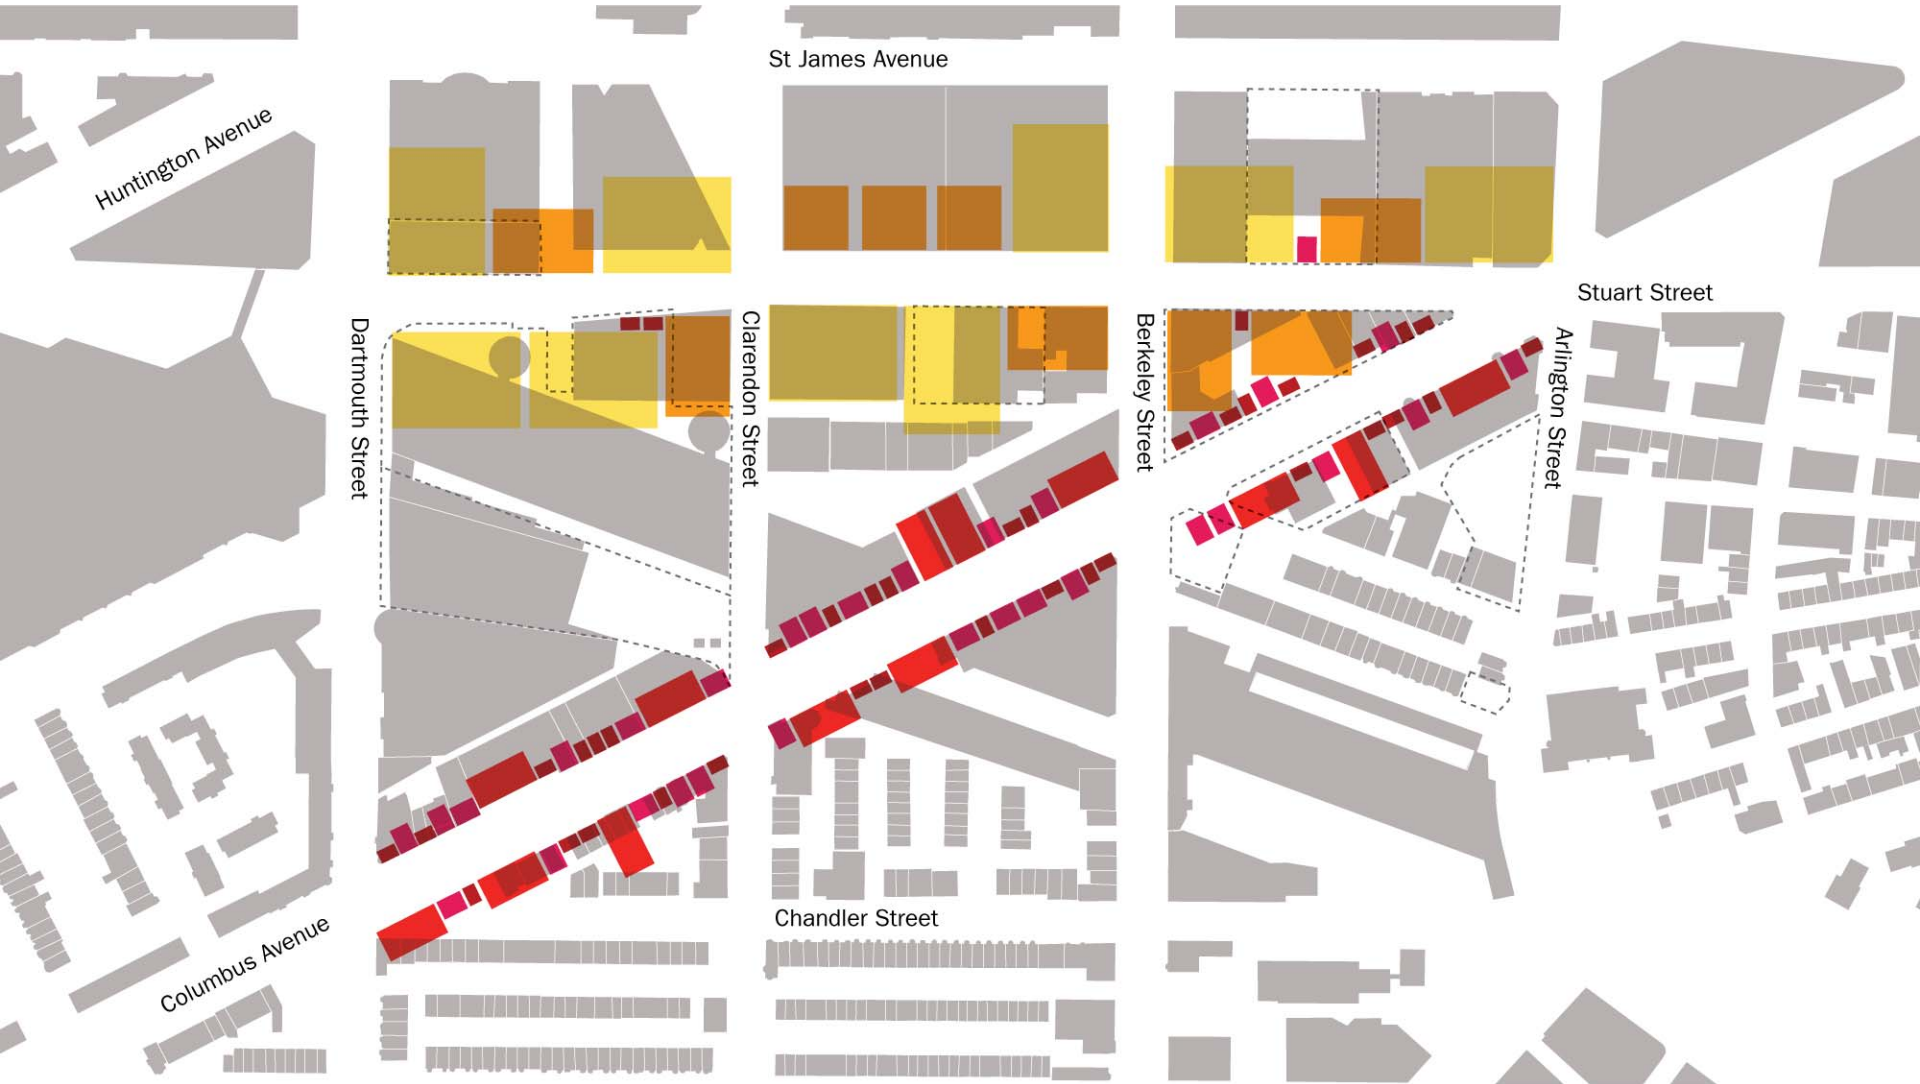 St James Avenue
Huntington Avenue
Stuart Street
Dartmouth Street
Clarendon Street
Berkeley Street
Arlington Street
Chandler Street
Columbus Avenue